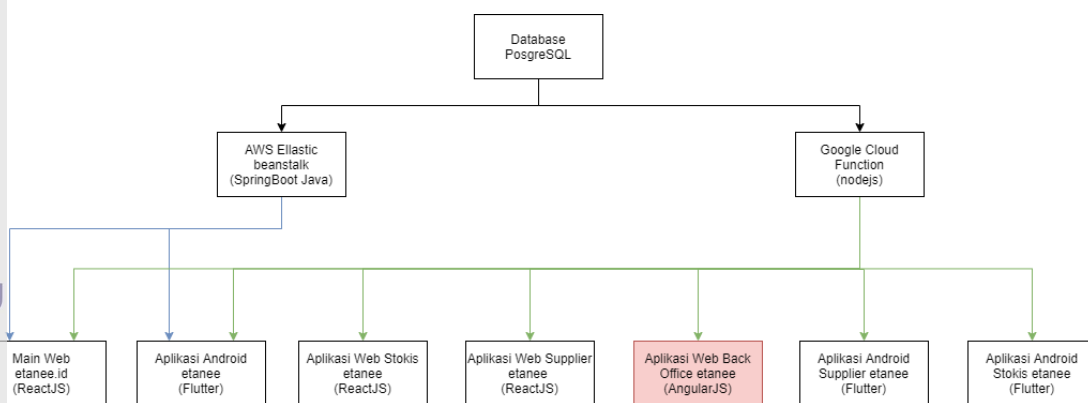 Database
PosgreSQL
AWS Ellastic
beanstalk
(SpringBoot Java)
Google Cloud
Function
(nodejs)
Main Web
etanee.id
(ReactJS)
Aplikasi Android
etanee
(Flutter)
Aplikasi Web Stokis
etanee
(ReactJS)
Aplikasi Web Supplier
etanee
(ReactJS)
Aplikasi Web Back
Office etanee
(AngularJS)
Aplikasi Android
Supplier etanee
(Flutter)
Aplikasi Android
Stokis etanee
(Flutter)